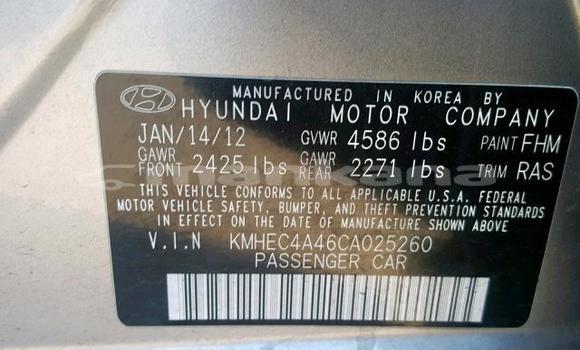 MANUFACTURED IN KOREA BY
HYUNDAI MOTOR COMPANY
JAN/14/12 GVWR 4586 lbs PAINT FHM
GAWR FRONT 2425 lbs GAWR REAR 2271 lbs TRIM RAS
THIS VEHICLE CONFORMS TO ALL APPLICABLE U.S.A. FEDERAL
MOTOR VEHICLE SAFETY, BUMPER, AND THEFT PREVENTION STANDARDS
IN EFFECT ON THE DATE OF MANUFACTURE SHOWN ABOVE
V.I.N KMHEC4A46CA025260
PASSENGER CAR